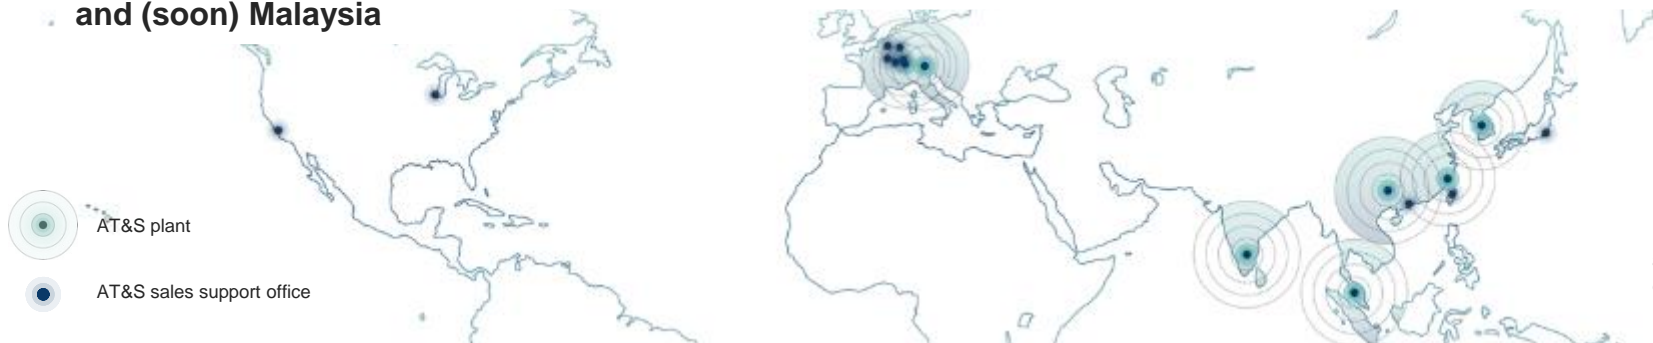 and (soon) Malaysia
AT&S plant
AT&S sales support office